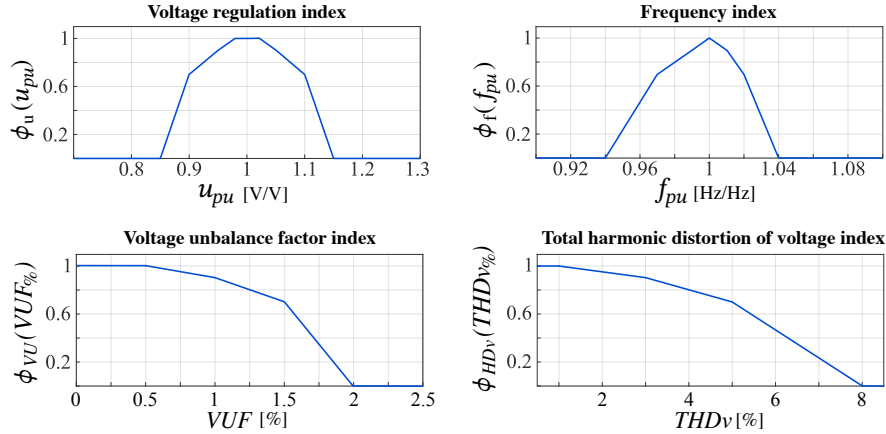 Voltage regulation index
1
0.6
0.2
ϕu(upu)
0.8 0.9 1 1.1 1.2 1.3
upu [V/V]
Frequency index
1
0.6
0.2
ϕf(fpu)
0.92 0.96 1 1.04 1.08
fpu [Hz/Hz]
Voltage unbalance factor index
1
0.6
0.2
ϕVU(VUF%)
0 0.5 1 1.5 2 2.5
VUF [%]
Total harmonic distortion of voltage index
1
0.6
0.2
ϕHDv(THDv%)
2 4 6 8
THDv[%]